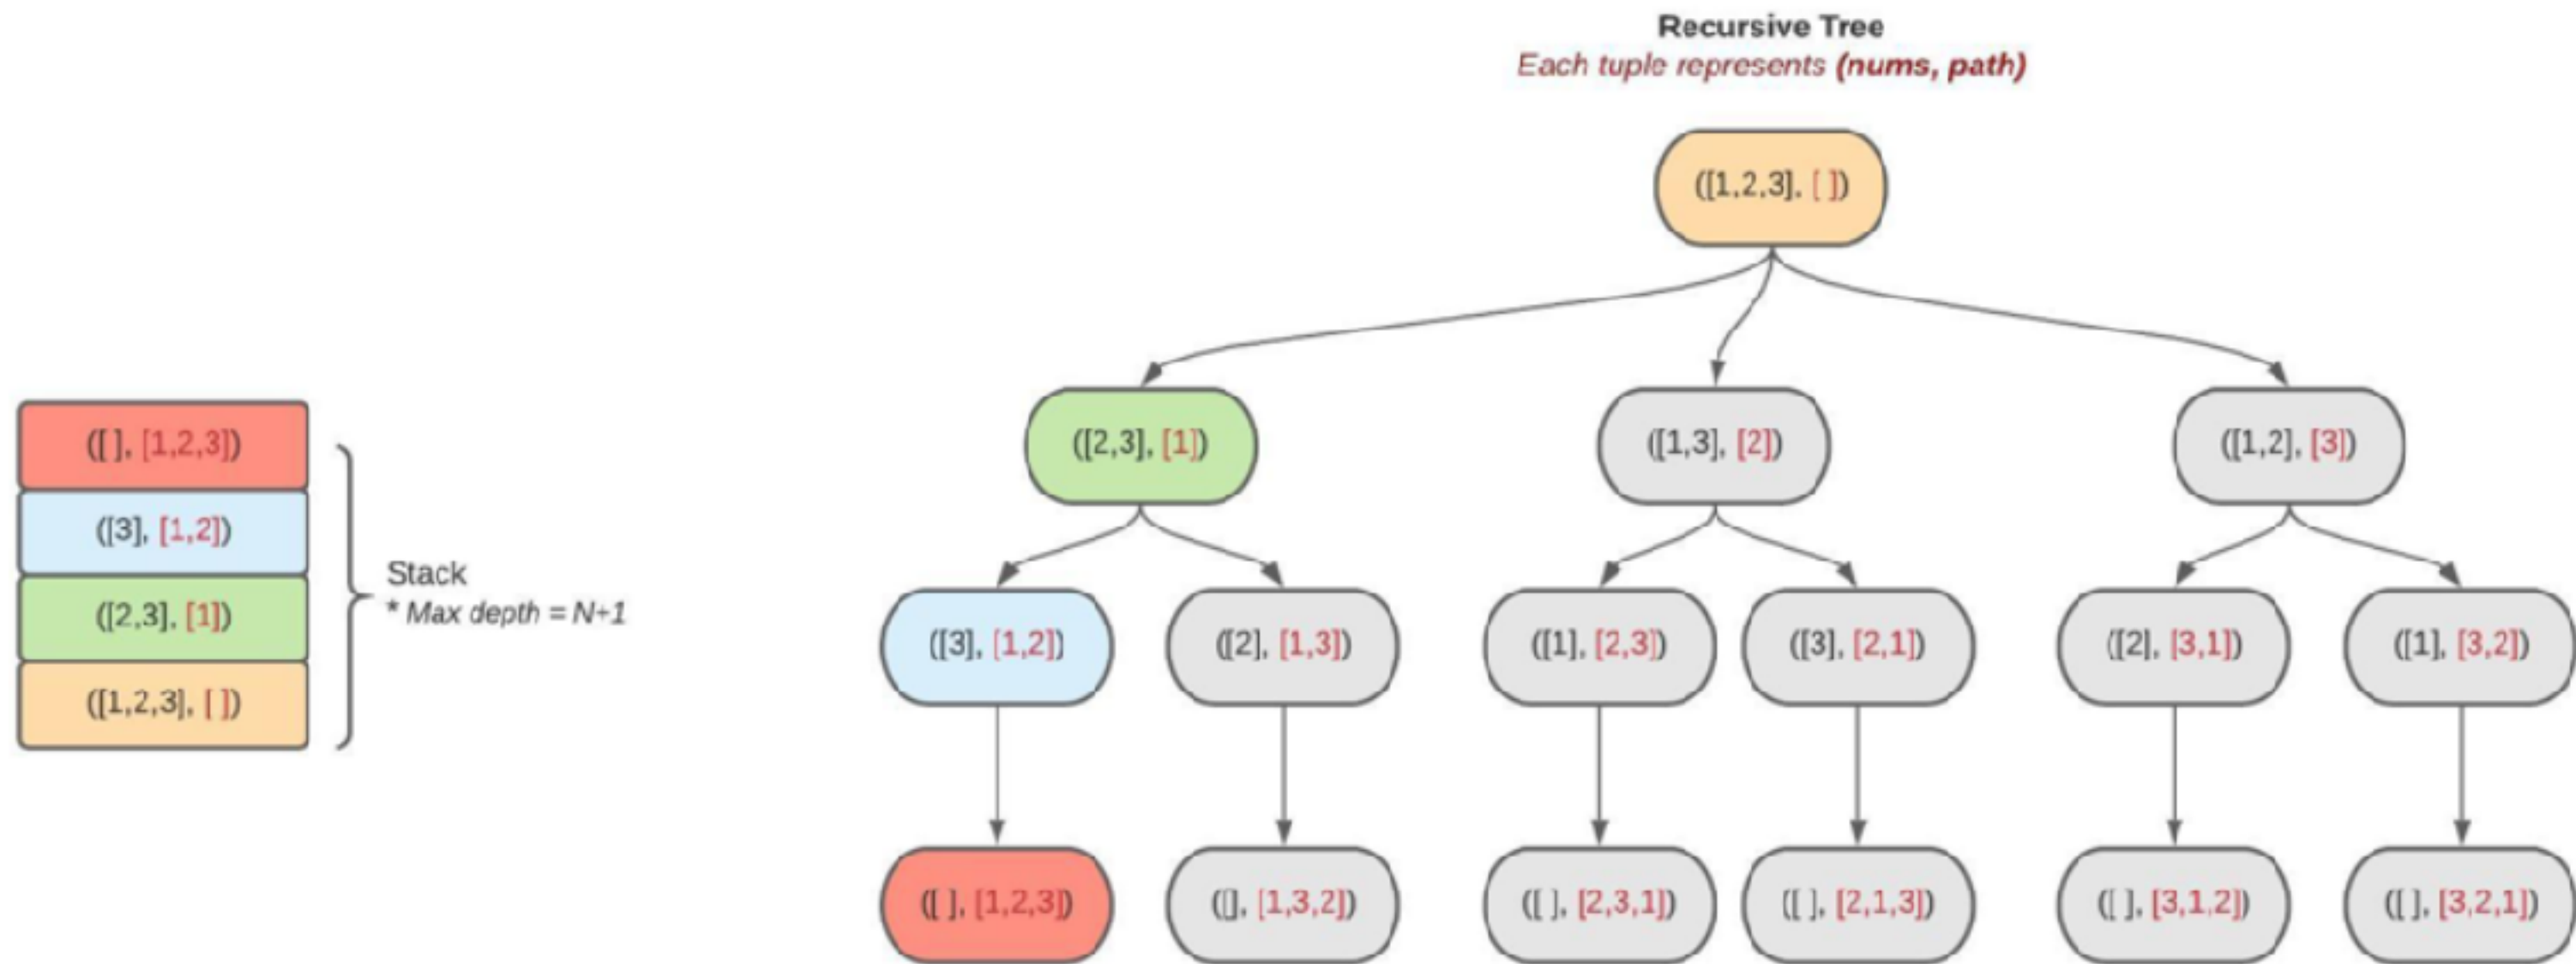 Recursive Tree
Each tuple represents (nums, path)
([1,2,3], [ ])
([2,3], [1])
([1,3], [2])
([1,2], [3])
([3], [1,2])
([2], [1,3])
([1], [2,3])
([3], [2,1])
([2], [3,1])
([1], [3,2])
([ ], [1,2,3])
([], [1,3,2])
([ ], [2,3,1])
([ ], [2,1,3])
([ ], [3,1,2])
([ ], [3,2,1])
([ ], [1,2,3])
([3], [1,2])
([2,3], [1])
([1,2,3], [ ])
Stack
* Max depth = N+1